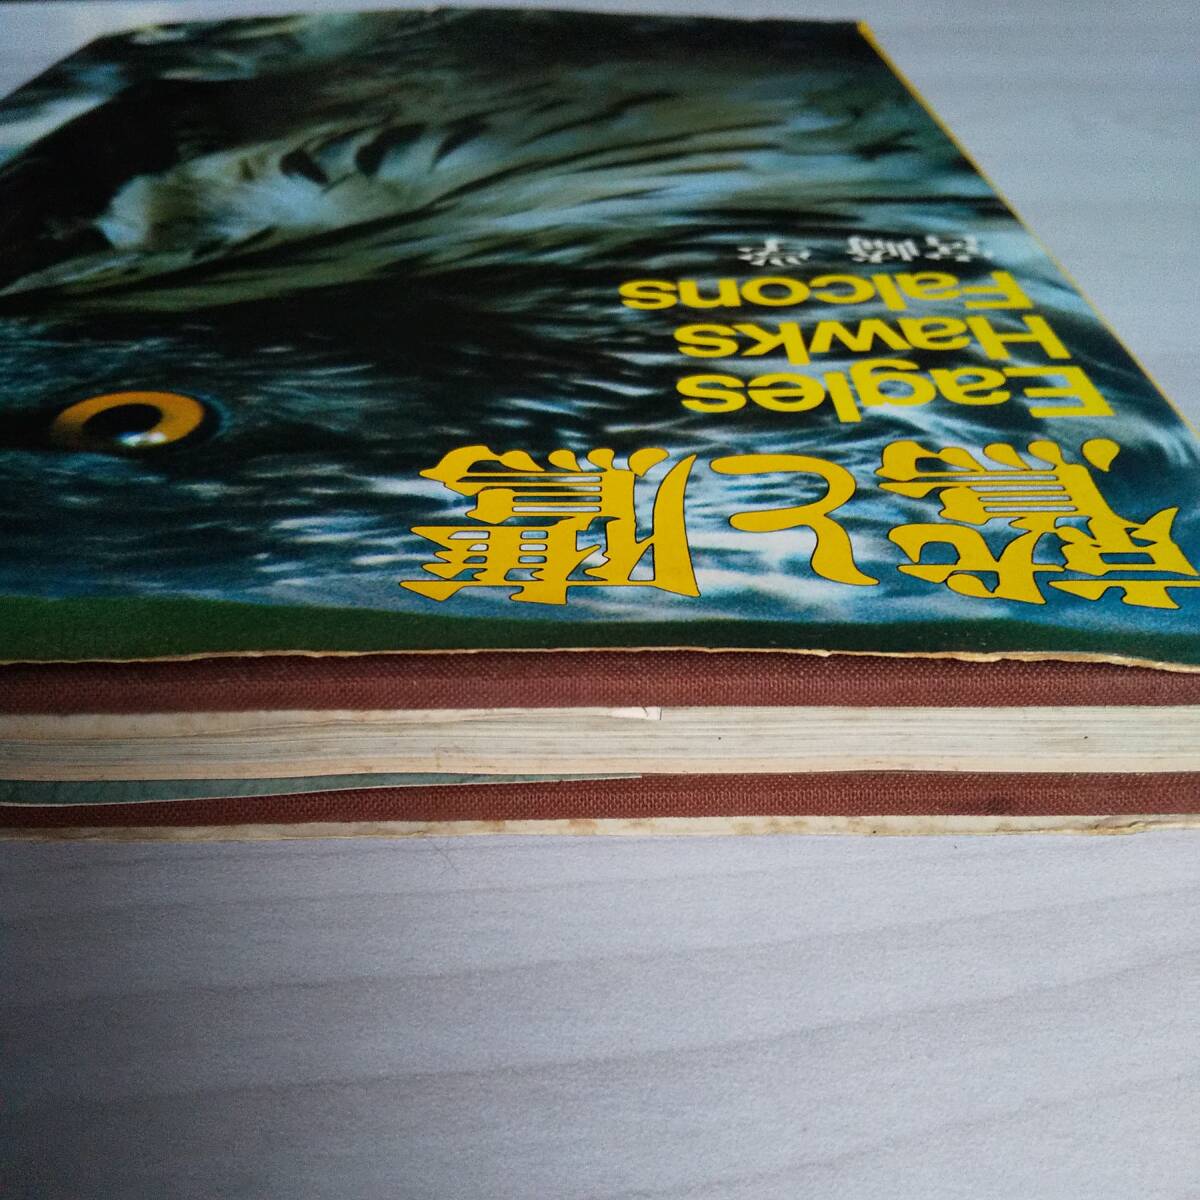 鷲と鷹
Eagles
Hawks
Falcons